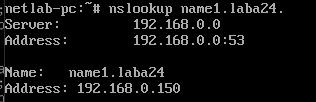 netlab-pc:~# nslookup name1.laba24.
Server: 192.168.0.0
Address: 192.168.0.0:53
Name: name1.laba24
Address: 192.168.0.150